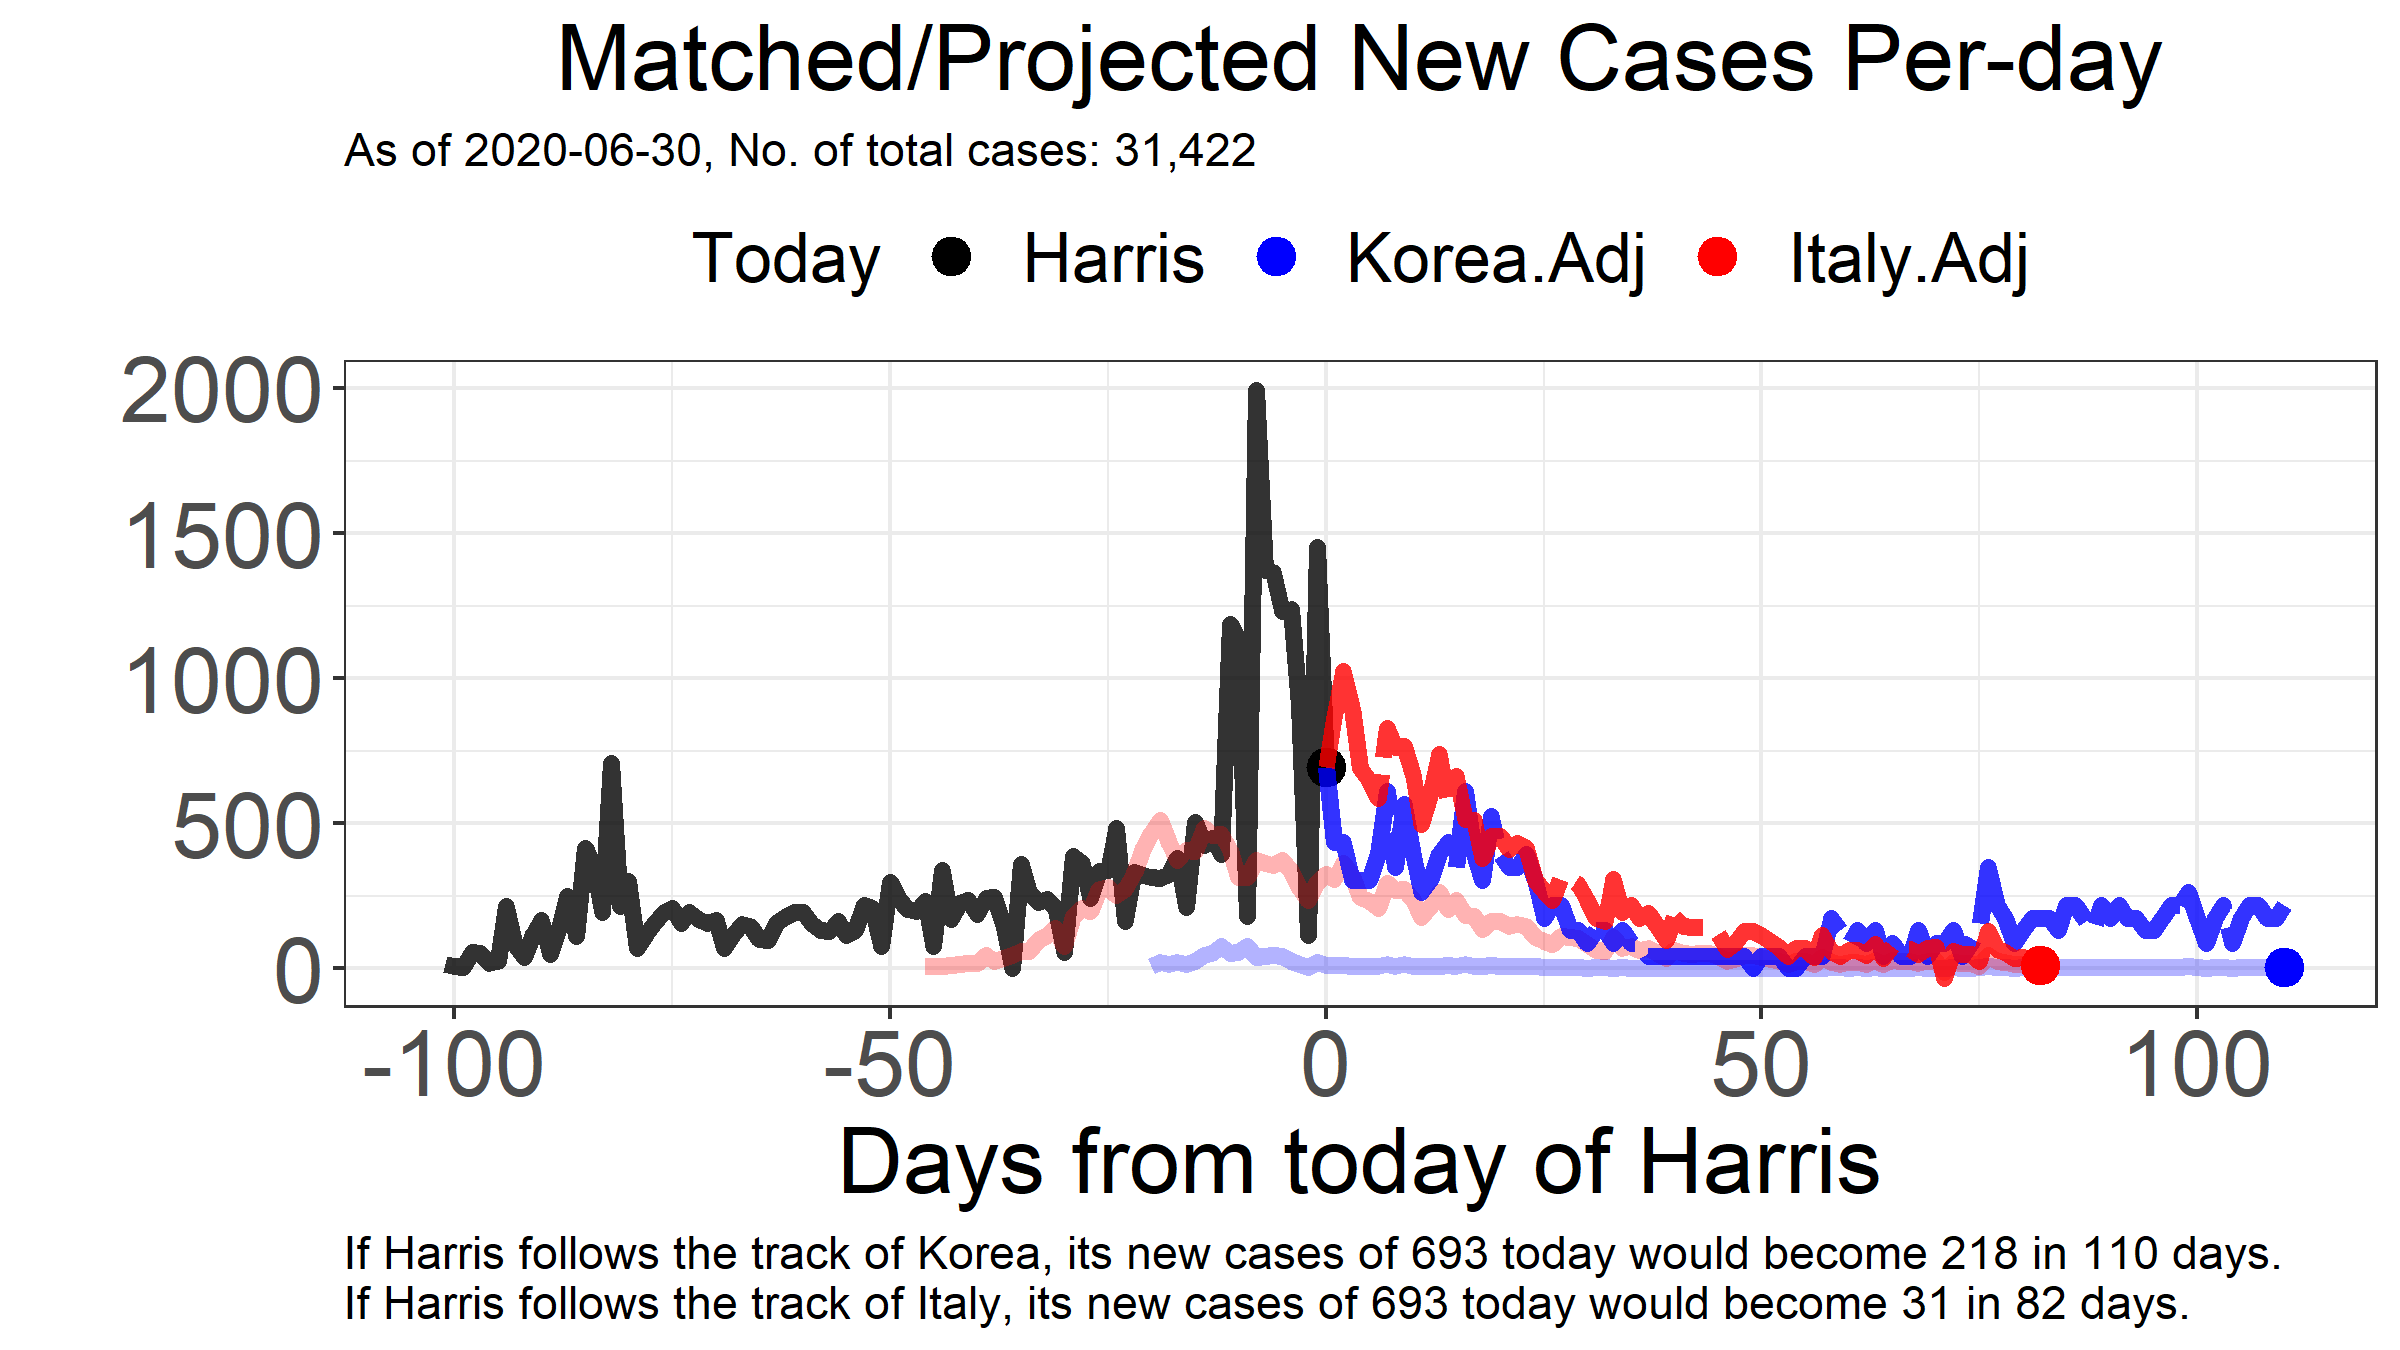 Matched/Projected New Cases Per-day
As of 2020-06-30, No. of total cases: 31,422
Today Harris Korea.Adj Italy.Adj
2000
1500
1000
500
0
-100 -50 0 50 100
Days from today of Harris
If Harris follows the track of Korea, its new cases of 693 today would become 218 in 110 days.
If Harris follows the track of Italy, its new cases of 693 today would become 31 in 82 days.